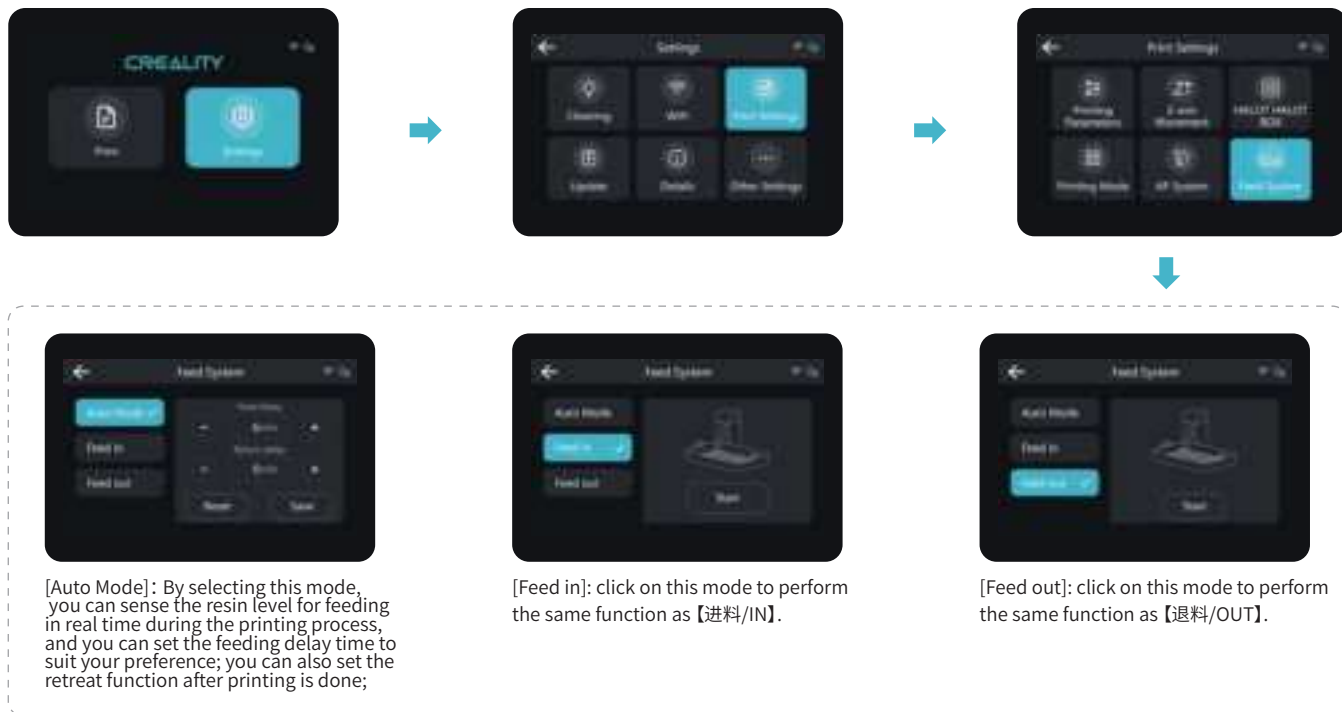 CREALITY
Print
Settings
Settings
Cleaning
WiFi
Print Settings
Update
Details
Other Settings
Print Settings
Printing
Parameters
Z-axis
Movement
BOX
Printing Mode
AP System
Feed System
Feed System
Auto Mode
Feed in
Feed out
Reset
Save
Feed System
Auto Mode
Feed in
Feed out
Start
Feed System
Auto Mode
Feed in
Feed out
Start
[Auto Mode]: By selecting this mode,
you can sense the resin level for feeding
in real time during the printing process,
and you can set the feeding delay time to
suit your preference; you can also set the
retreat function after printing is done;
[Feed in]: click on this mode to perform
the same function as【进料/IN】.
[Feed out]: click on this mode to perform
the same function as【退料/OUT】.